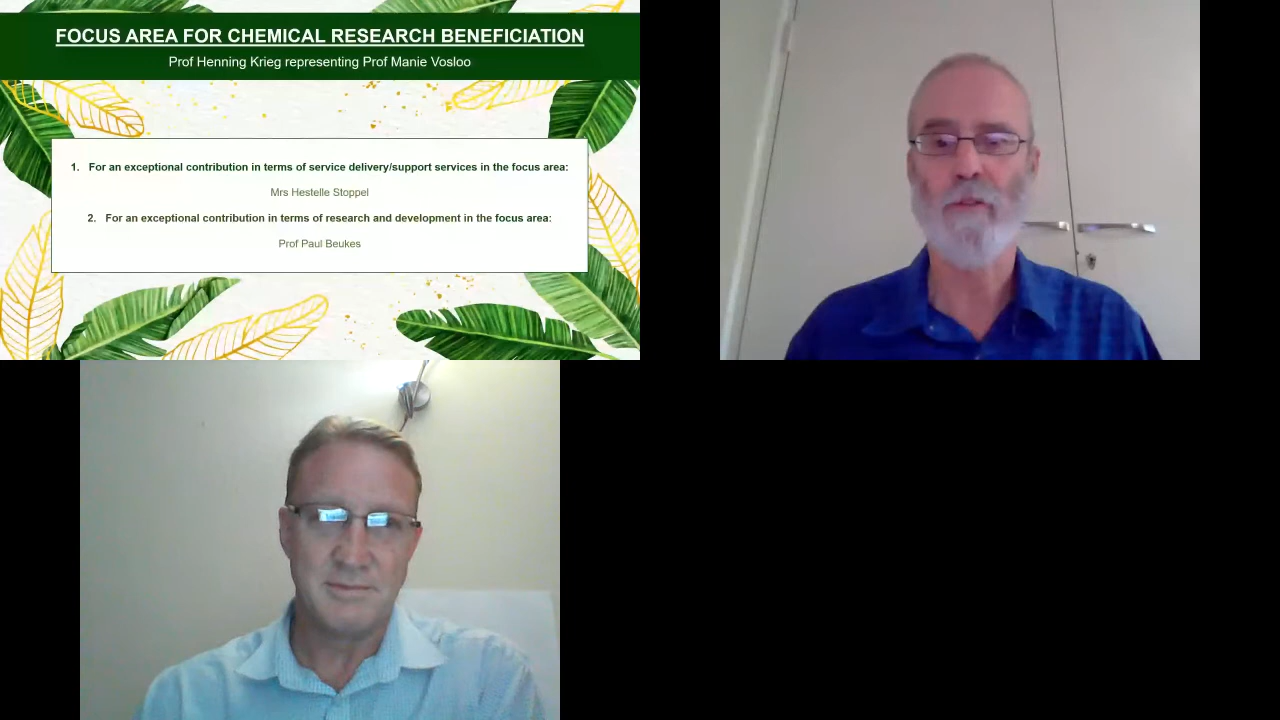 FOCUS AREA FOR CHEMICAL RESEARCH BENEFICIATION
Prof Henning Krieg representing Prof Manie Vosloo
1. For an exceptional contribution in terms of service delivery/support services in the focus area:
Mrs Hestelle Stoppel
2. For an exceptional contribution in terms of research and development in the focus area:
Prof Paul Beukes